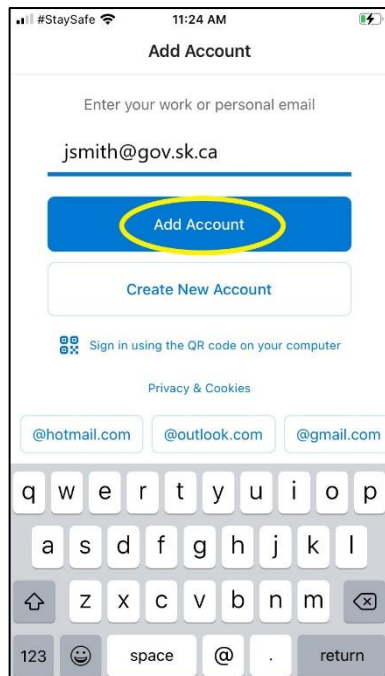 #StaySafe 11:24 AM
Add Account
Enter your work or personal email
jsmith@gov.sk.ca
Add Account
Create New Account
Sign in using the QR code on your computer
Privacy & Cookies
@hotmail.com @outlook.com @gmail.com
q w e r t y u i o p
a s d f g h j k l
z x c v b n m
123 space @ . return